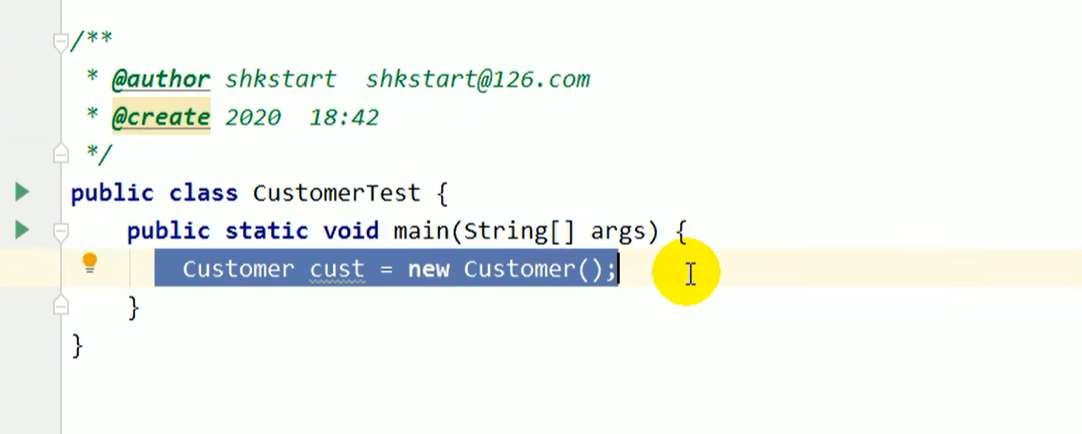 /**
 * @author shkstart  shkstart@126.com
 * @create 2020  18:42
 */
public class CustomerTest {
    public static void main(String[] args) {
        Customer cust = new Customer();
    }
}